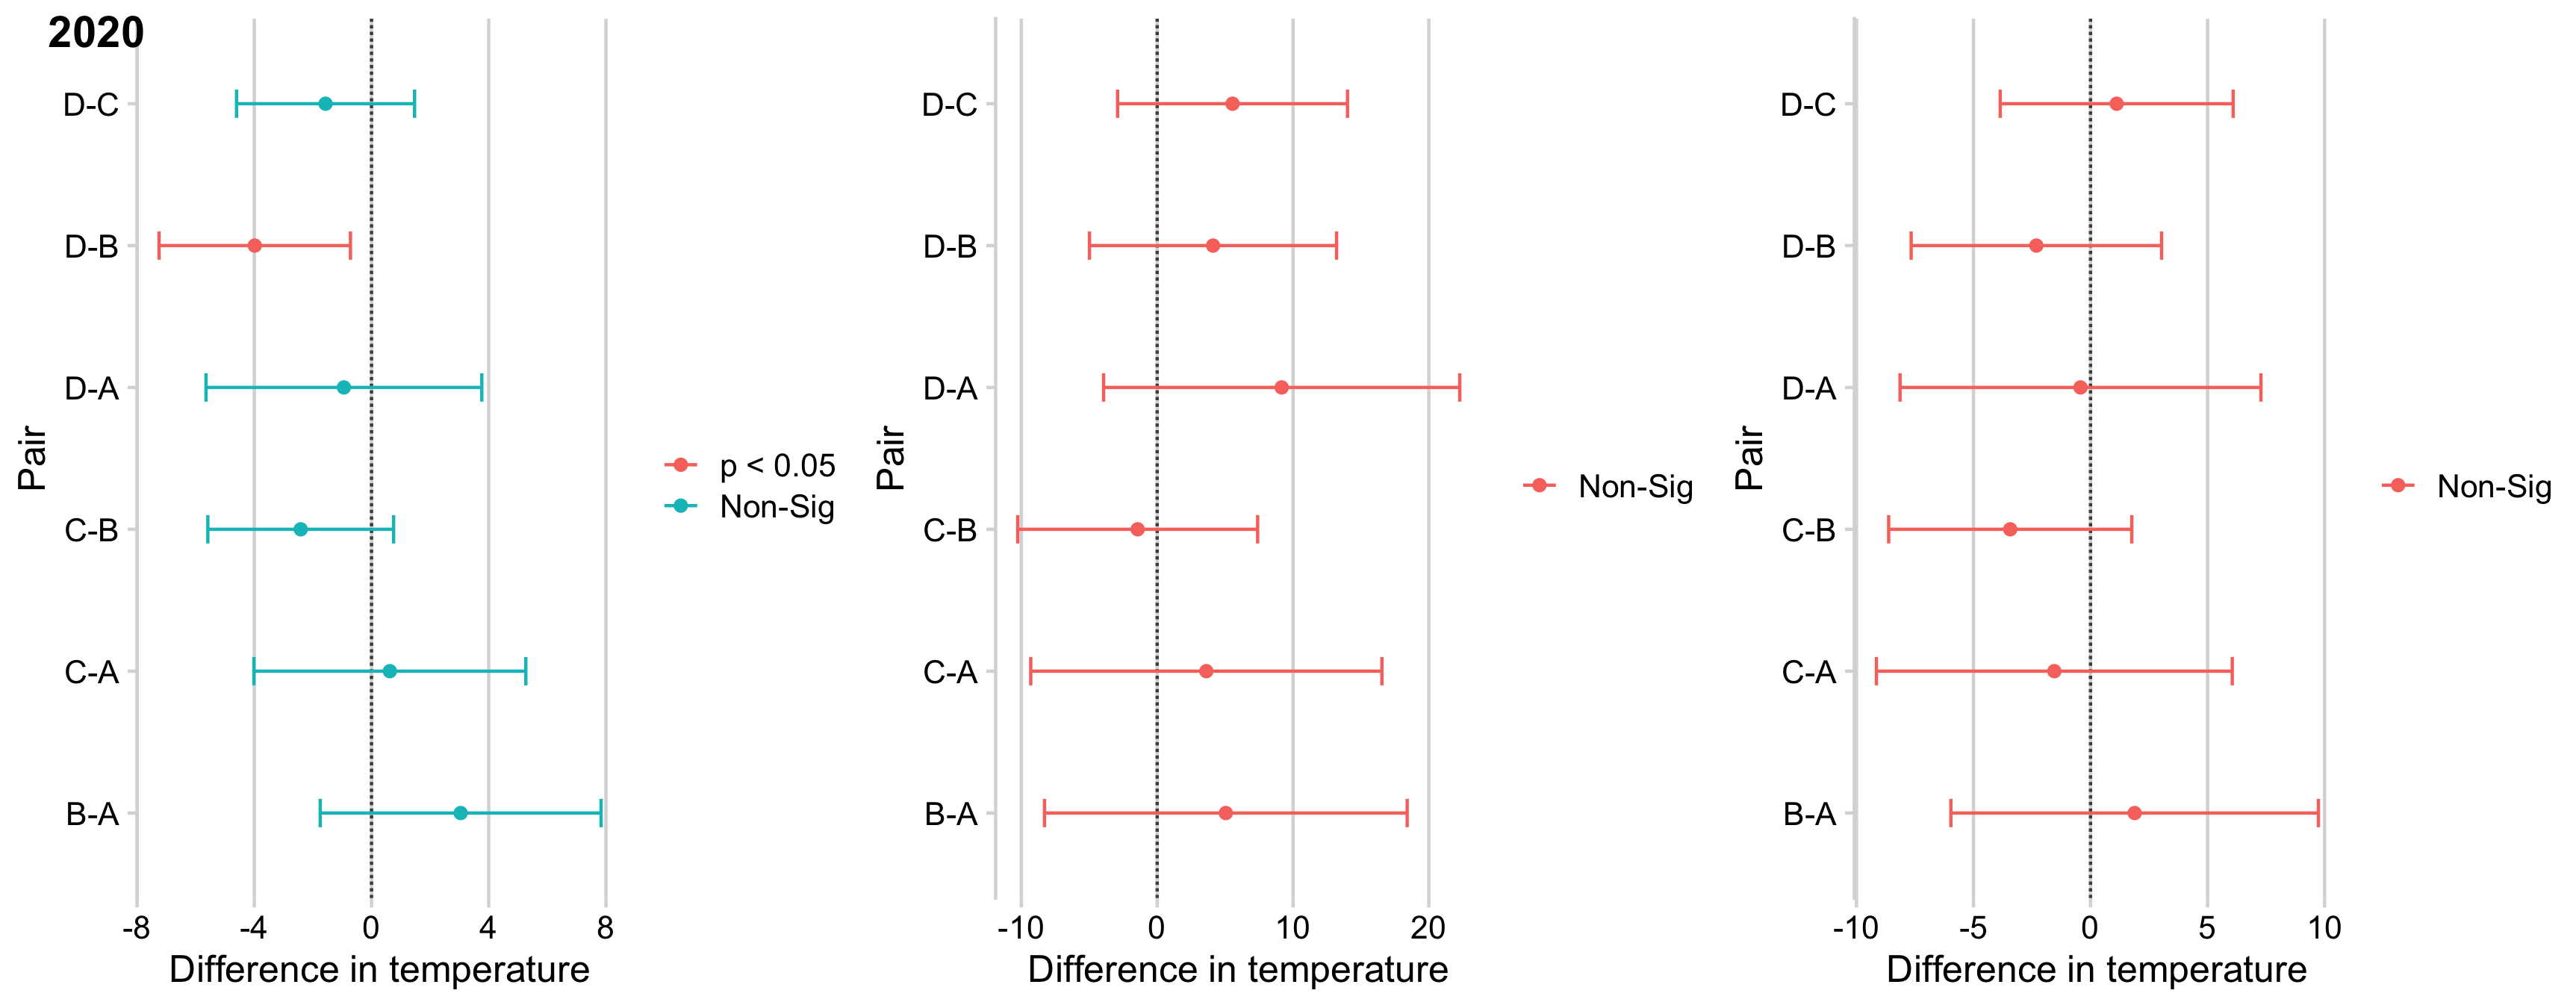 2020
D-C
D-B
D-A
C-B
C-A
B-A
Pair
-8 -4 0 4 8
Difference in temperature
p < 0.05
Non-Sig
D-C
D-B
D-A
C-B
C-A
B-A
Pair
-10 0 10 20
Difference in temperature
Non-Sig
D-C
D-B
D-A
C-B
C-A
B-A
Pair
-10 -5 0 5 10
Difference in temperature
Non-Sig